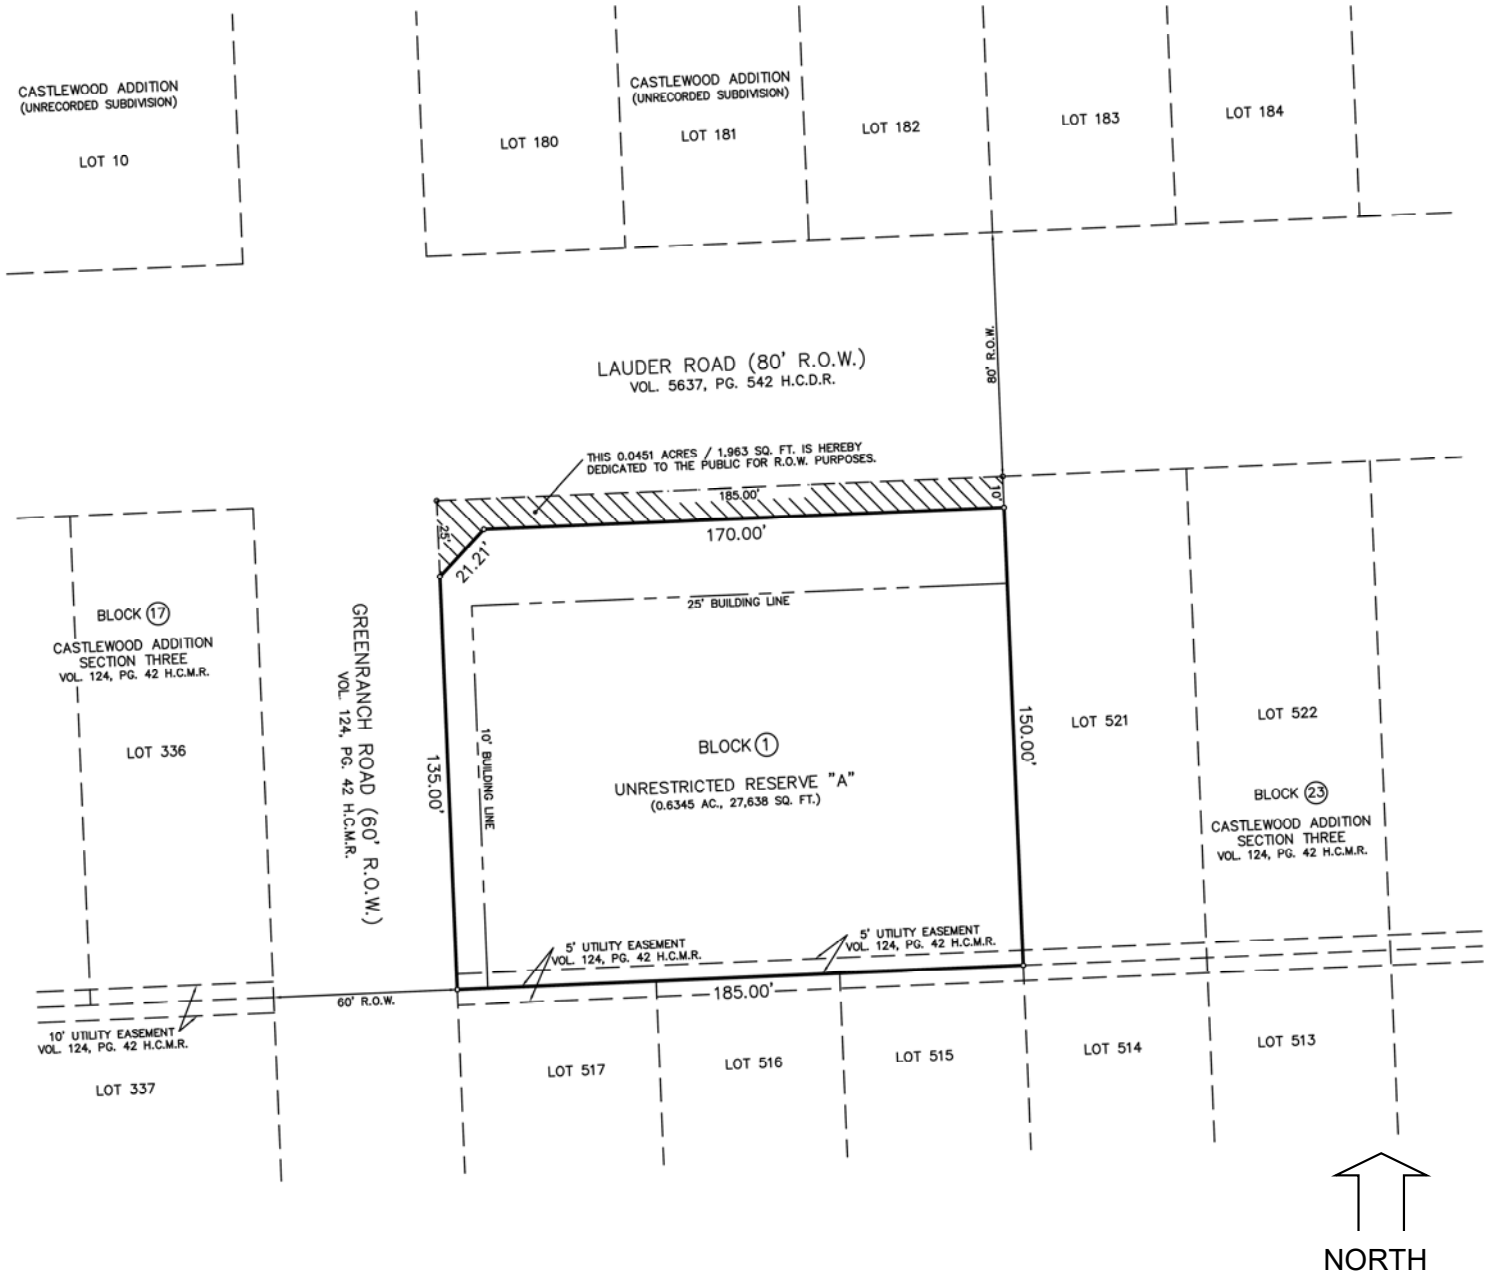 CASTLEWOOD ADDITION
(UNRECORDED SUBDIVISION)
LOT 10
LOT 180
CASTLEWOOD ADDITION
(UNRECORDED SUBDIVISION)
LOT 181
LOT 182
LOT 183
LOT 184
80' R.O.W.
LAUDER ROAD (80' R.O.W.)
VOL. 5637, PG. 542 H.C.D.R.
THIS 0.0451 ACRES / 1,963 SQ. FT. IS HEREBY
DEDICATED TO THE PUBLIC FOR R.O.W. PURPOSES.
185.00'
10'
25'
21.21'
170.00'
25' BUILDING LINE
BLOCK 17
CASTLEWOOD ADDITION
SECTION THREE
VOL. 124, PG. 42 H.C.M.R.
LOT 336
GREENRANCH ROAD (60' R.O.W.)
VOL. 124, PG. 42 H.C.M.R.
135.00'
10' BUILDING LINE
BLOCK 1
UNRESTRICTED RESERVE "A"
(0.6345 AC., 27,638 SQ. FT.)
150.00'
LOT 521
LOT 522
BLOCK 23
CASTLEWOOD ADDITION
SECTION THREE
VOL. 124, PG. 42 H.C.M.R.
5' UTILITY EASEMENT
VOL. 124, PG. 42 H.C.M.R.
5' UTILITY EASEMENT
VOL. 124, PG. 42 H.C.M.R.
60' R.O.W.
185.00'
10' UTILITY EASEMENT
VOL. 124, PG. 42 H.C.M.R.
LOT 337
LOT 517
LOT 516
LOT 515
LOT 514
LOT 513
NORTH